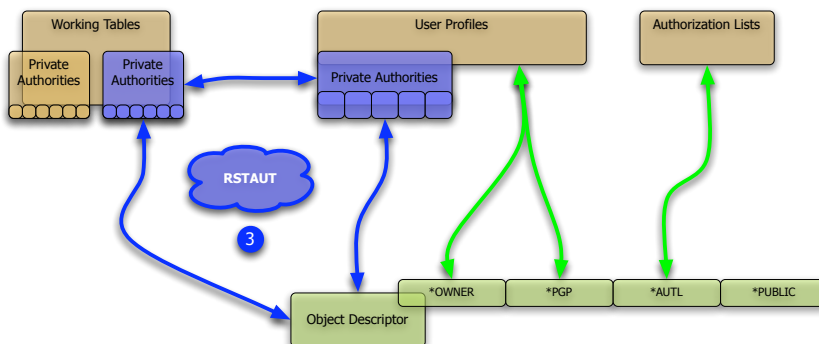 Working Tables
User Profiles
Authorization Lists
Private
Authorities
Private
Authorities
Private Authorities
RSTAUT
3
*OWNER
*PGP
*AUTL
*PUBLIC
Object Descriptor